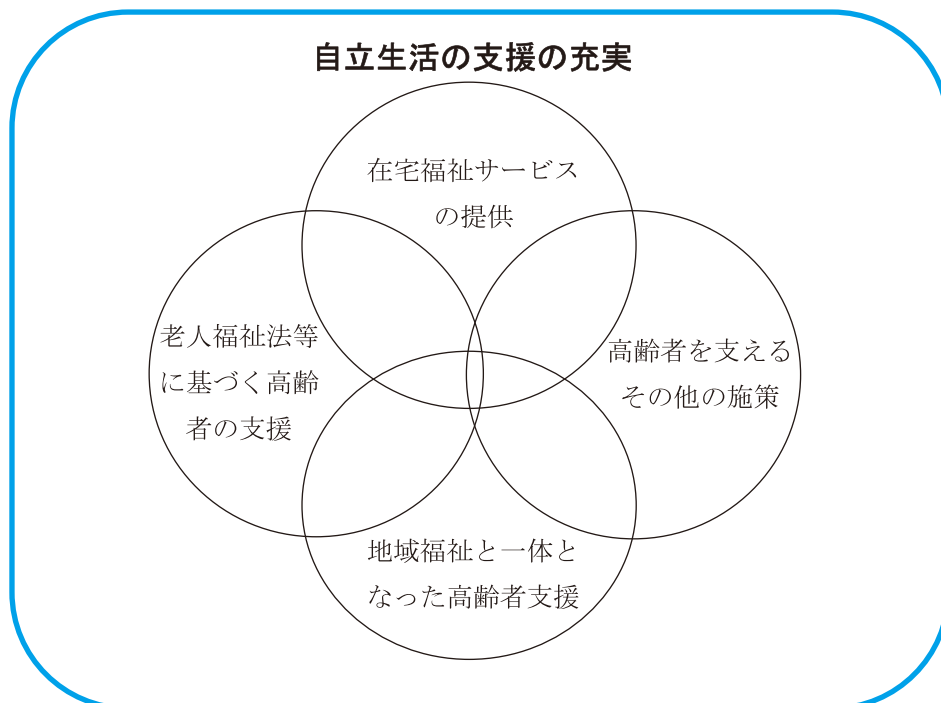 自立生活の支援の充実
在宅福祉サービス
の提供
老人福祉法等
に基づく高齢
者の支援
高齢者を支える
その他の施策
地域福祉と一体と
なった高齢者支援